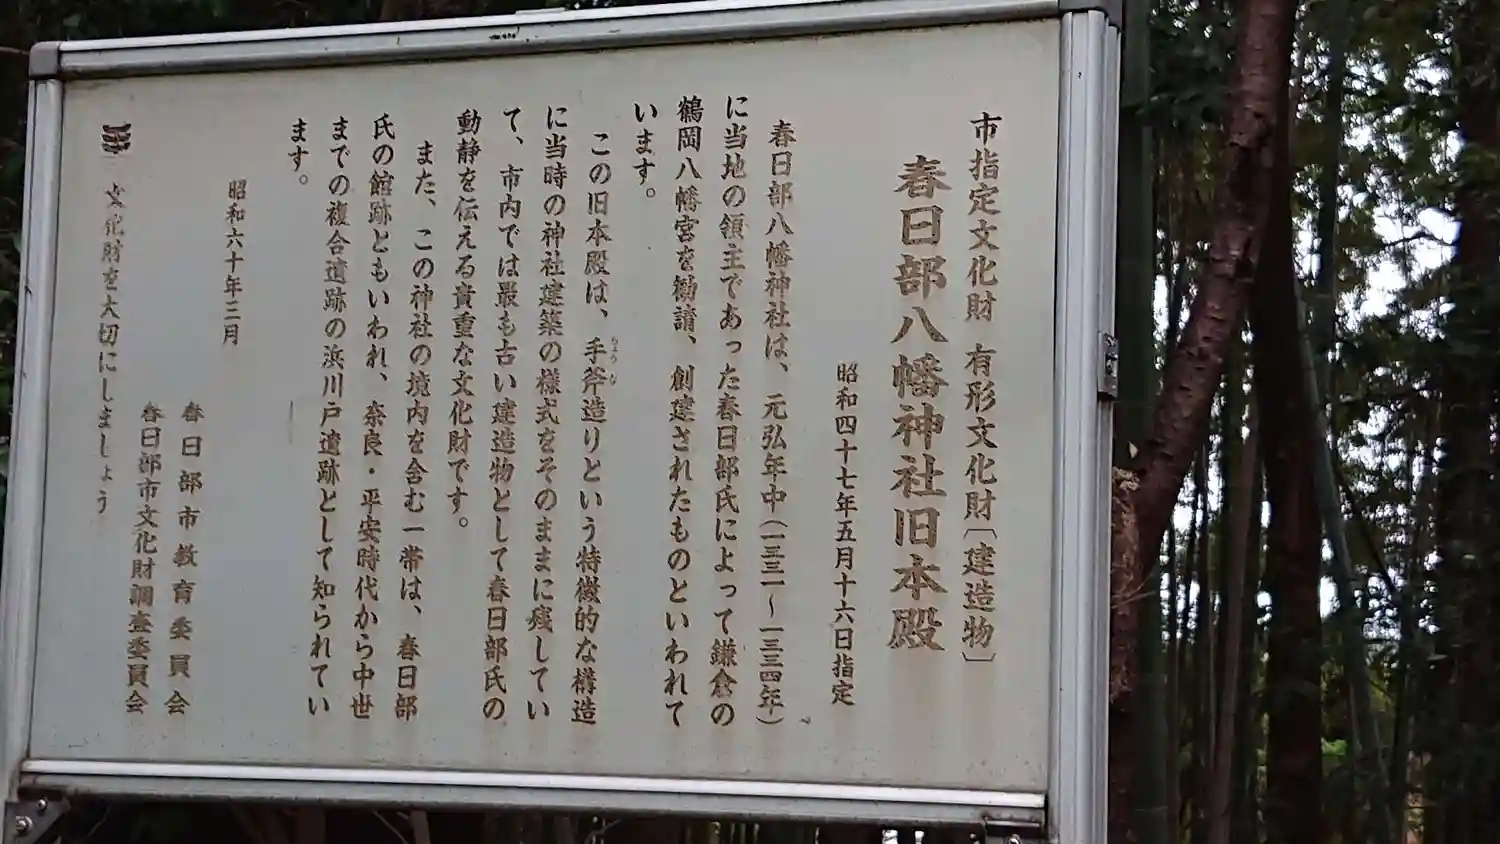 市指定文化財 有形文化財〔建造物〕
春日部八幡神社旧本殿
昭和四十七年五月十六日指定
春日部八幡神社は、元弘年中(一三三一~一三三四年)
に当地の領主であった春日部氏によって鎌倉の
鶴岡八幡宮を勧請、創建されたものといわれて
います。
この旧本殿は、手斧造りという特徴的な構造
ちょうな
に当時の神社建築の様式をそのままに残してい
て、市内では最も古い建造物として春日部氏の
動静を伝える貴重な文化財です。
また、この神社の境内を含む一帯は、春日部
氏の館跡ともいわれ、奈良・平安時代から中世
までの複合遺跡の浜川戸遺跡として知られてい
ます。
昭和六十年三月
春日部市教育委員会
春日部市文化財調査委員会
文化財を大切にしましょう